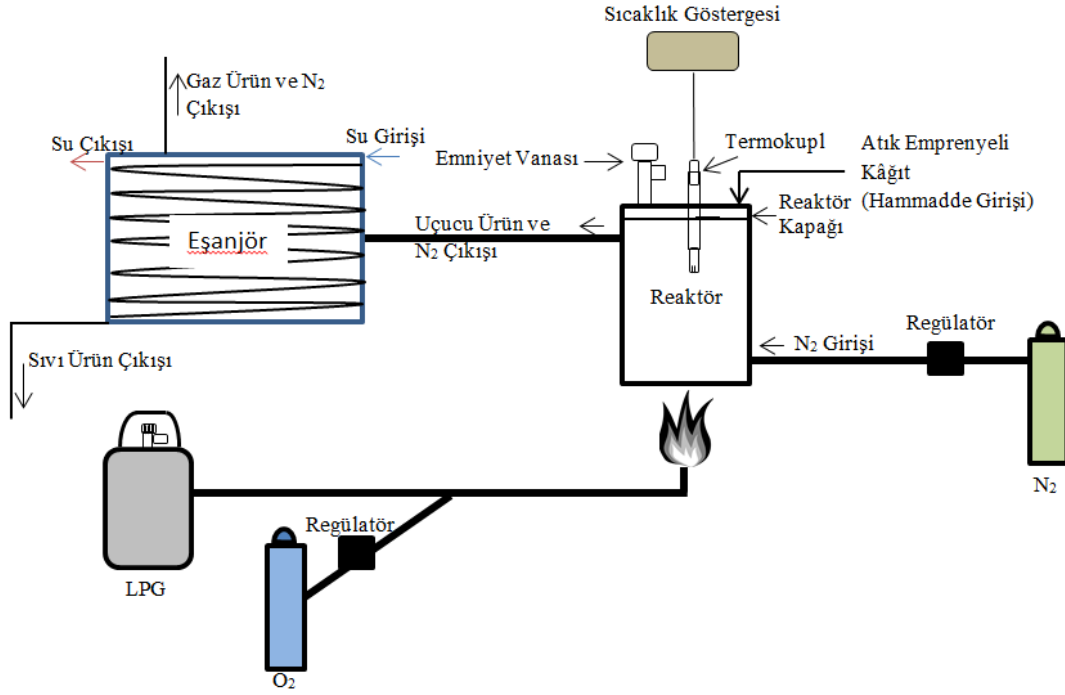 Sıcaklık Göstergesi
Gaz Ürün ve N2
Çıkışı
Su Çıkışı
Su Girişi
Emniyet Vanası
Termokupl
Atık Emprenyeli
Kâğıt
(Hammadde Girişi)
Reaktör
Kapağı
Eşanjör
Uçucu Ürün ve
N2 Çıkışı
Reaktör
Regülatör
N2 Girişi
Sıvı Ürün Çıkışı
N2
Regülatör
LPG
O2